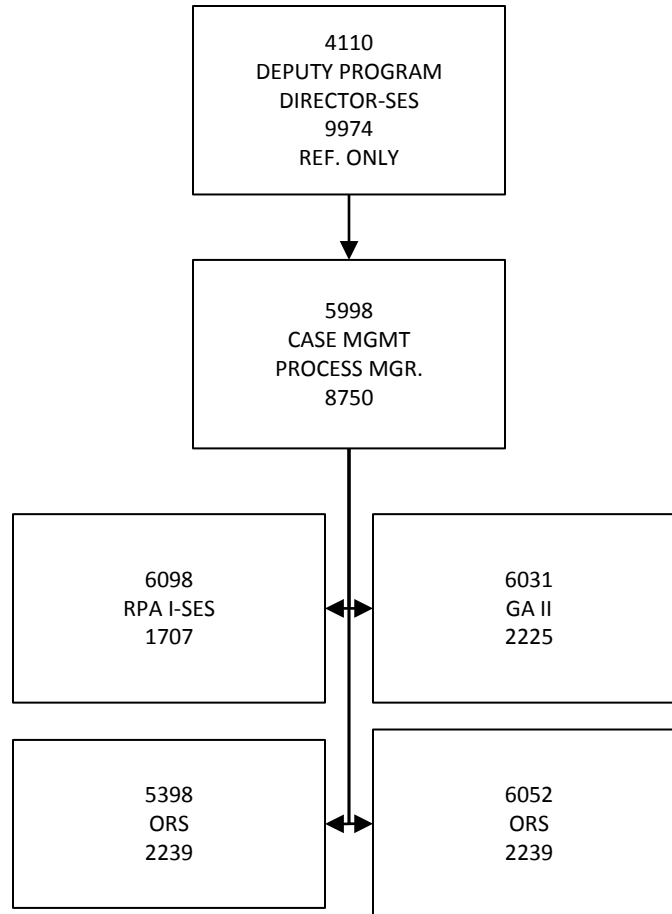 4110
DEPUTY PROGRAM
DIRECTOR-SES
9974
REF. ONLY
5998
CASE MGMT
PROCESS MGR.
8750
6098
RPA I-SES
1707
6031
GA II
2225
5398
ORS
2239
6052
ORS
2239